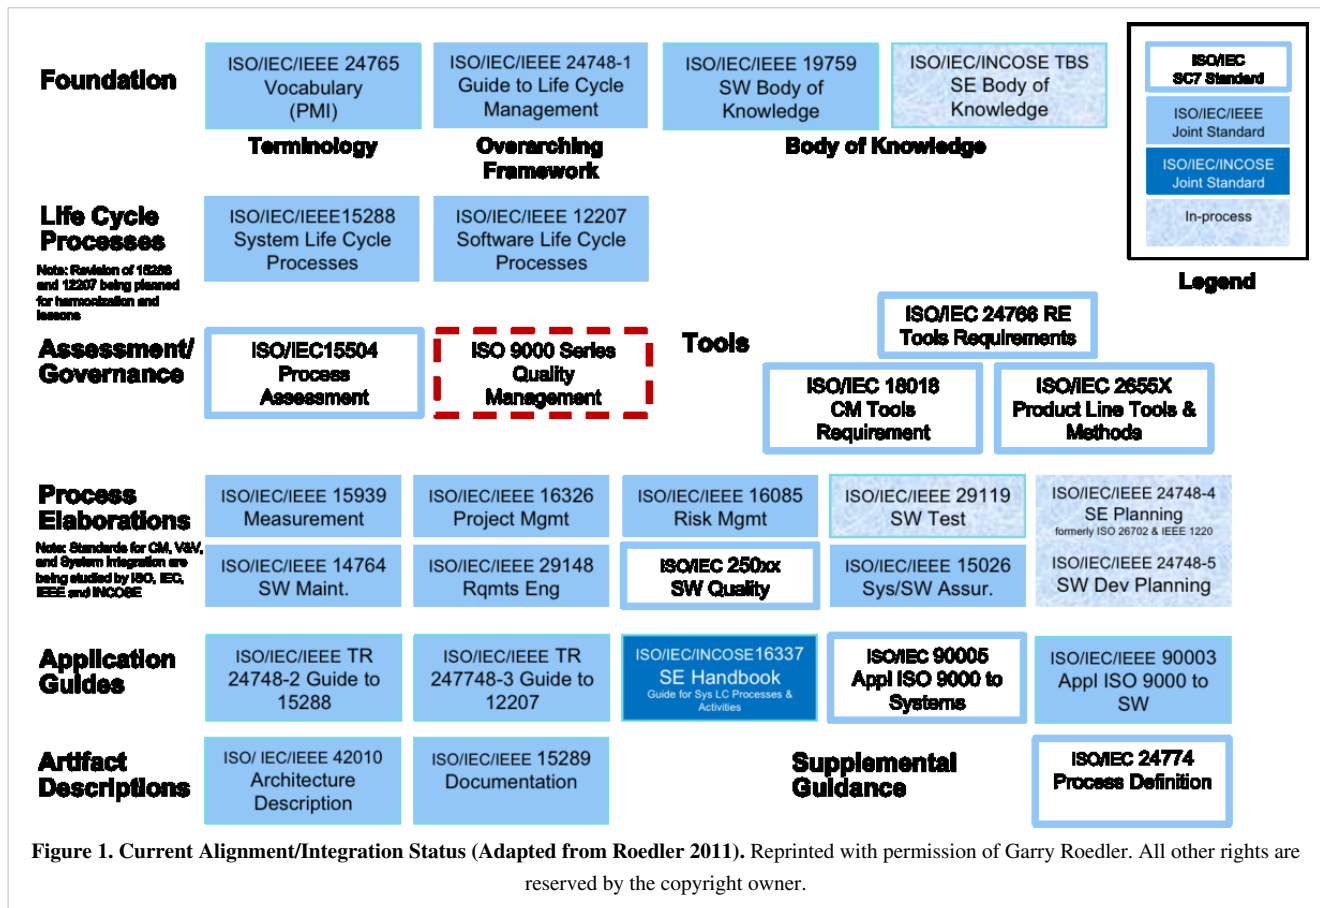 Foundation
ISO/IEC/IEEE 24765
Vocabulary
(PMI)
ISO/IEC/IEEE 24748-1
Guide to Life Cycle
Management
ISO/IEC/IEEE 19759
SW Body of
Knowledge
ISO/IEC/INCOSE TBS
SE Body of
Knowledge
Terminology
Overarching
Framework
Body of Knowledge
ISO/IEC
SC7 Standard
ISO/IEC/IEEE
Joint Standard
ISO/IEC/INCOSE
Joint Standard
In-process
Legend
Life Cycle
Processes
Note: Revision of 15288
and 12207 being planned
for harmonization and
lessons
ISO/IEC/IEEE15288
System Life Cycle
Processes
ISO/IEC/IEEE 12207
Software Life Cycle
Processes
Assessment/
Governance
ISO/IEC15504
Process
Assessment
ISO 9000 Series
Quality
Management
Tools
ISO/IEC 24766 RE
Tools Requirements
ISO/IEC 18018
CM Tools
Requirement
ISO/IEC 2655X
Product Line Tools &
Methods
Process
Elaborations
Note: Standards for CM, V&V,
and System Integration are
being studied by ISO, IEC,
IEEE and INCOSE
ISO/IEC/IEEE 15939
Measurement
ISO/IEC/IEEE 16326
Project Mgmt
ISO/IEC/IEEE 16085
Risk Mgmt
ISO/IEC/IEEE 29119
SW Test
ISO/IEC/IEEE 24748-4
SE Planning
formerly ISO 26702 & IEEE 1220
ISO/IEC/IEEE 14764
SW Maint.
ISO/IEC/IEEE 29148
Rqmts Eng
ISO/IEC 250xx
SW Quality
ISO/IEC/IEEE 15026
Sys/SW Assur.
ISO/IEC/IEEE 24748-5
SW Dev Planning
Application
Guides
ISO/IEC/IEEE TR
24748-2 Guide to
15288
ISO/IEC/IEEE TR
247748-3 Guide to
12207
ISO/IEC/INCOSE16337
SE Handbook
Guide for Sys LC Processes &
Activities
ISO/IEC 90005
Appl ISO 9000 to
Systems
ISO/IEC/IEEE 90003
Appl ISO 9000 to
SW
Artifact
Descriptions
ISO/ IEC/IEEE 42010
Architecture
Description
ISO/IEC/IEEE 15289
Documentation
Supplemental
Guidance
ISO/IEC 24774
Process Definition
Figure 1. Current Alignment/Integration Status (Adapted from Roedler 2011). Reprinted with permission of Garry Roedler. All other rights are
reserved by the copyright owner.